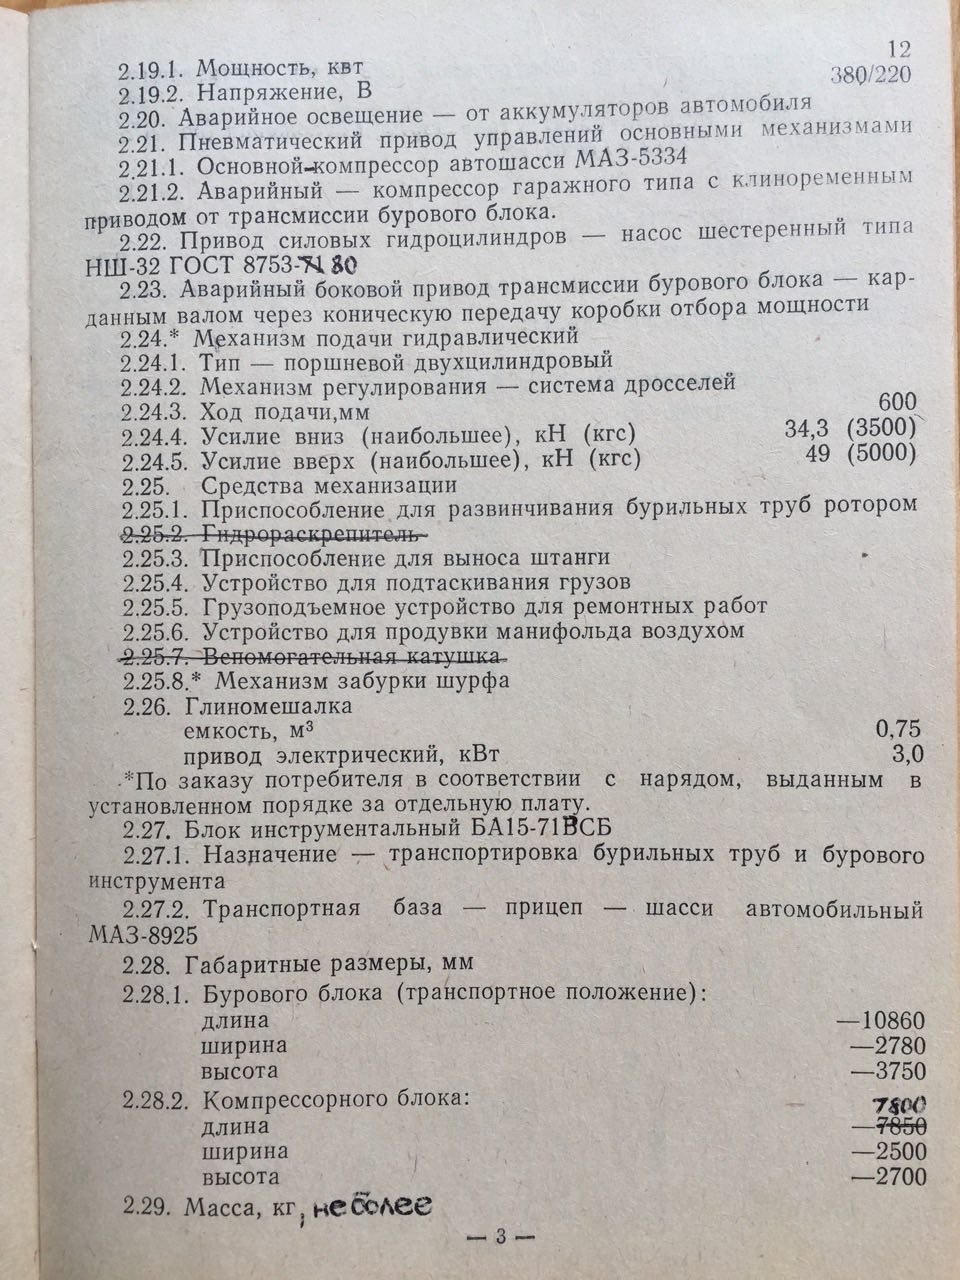 2.19.1. Мощность, квт 12
2.19.2. Напряжение, В 380/220
2.20. Аварийное освещение — от аккумуляторов автомобиля
2.21. Пневматический привод управлений основными механизмами
2.21.1. Основной-компрессор автошасси МАЗ-5334
2.21.2. Аварийный — компрессор гаражного типа с клиноременным
приводом от трансмиссии бурового блока.
2.22. Привод силовых гидроцилиндров — насос шестеренный типа
НШ-32 ГОСТ 8753-80
2.23. Аварийный боковой привод трансмиссии бурового блока — кар-
данным валом через коническую передачу коробки отбора мощности
2.24.* Механизм подачи гидравлический
2.24.1. Тип — поршневой двухцилиндровый
2.24.2. Механизм регулирования — система дросселей
2.24.3. Ход подачи,мм 600
2.24.4. Усилие вниз (наибольшее), кН (кгс) 34,3 (3500)
2.24.5. Усилие вверх (наибольшее), кН (кгс) 49 (5000)
2.25. Средства механизации
2.25.1. Приспособление для развинчивания бурильных труб ротором
2.25.2. Гидрораскрепитель
2.25.3. Приспособление для выноса штанги
2.25.4. Устройство для подтаскивания грузов
2.25.5. Грузоподъемное устройство для ремонтных работ
2.25.6. Устройство для продувки манифольда воздухом
2.25.7. Вспомогательная катушка
2.25.8.* Механизм забурки шурфа
2.26. Глиномешалка
емкость, м³ 0,75
привод электрический, кВт 3,0
*По заказу потребителя в соответствии с нарядом, выданным в
установленном порядке за отдельную плату.
2.27. Блок инструментальный БА15-71ВСБ
2.27.1. Назначение — транспортировка бурильных труб и бурового
инструмента
2.27.2. Транспортная база — прицеп — шасси автомобильный
МАЗ-8925
2.28. Габаритные размеры, мм
2.28.1. Бурового блока (транспортное положение):
длина —10860
ширина —2780
высота —3750
2.28.2. Компрессорного блока:
7800
длина —7850
ширина —2500
высота —2700
2.29. Масса, кг, не более
— 3 —